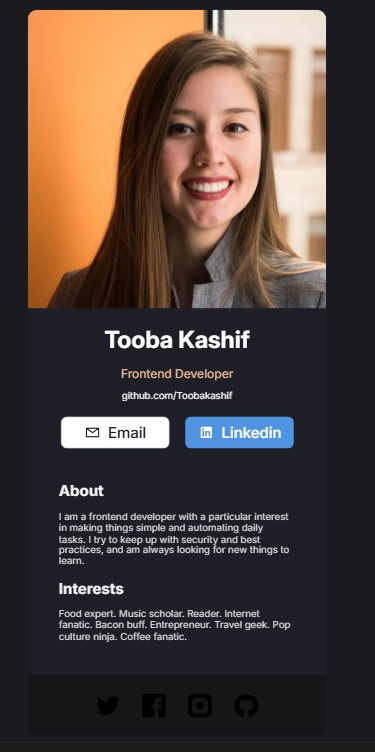 Tooba Kashif
Frontend Developer
github.com/Toobakashif
Email
Linkedin
About
I am a frontend developer with a particular interest
in making things simple and automating daily
tasks. I try to keep up with security and best
practices, and am always looking for new things to
learn.
Interests
Food expert. Music scholar. Reader. Internet
fanatic. Bacon buff. Entrepreneur. Travel geek. Pop
culture ninja. Coffee fanatic.